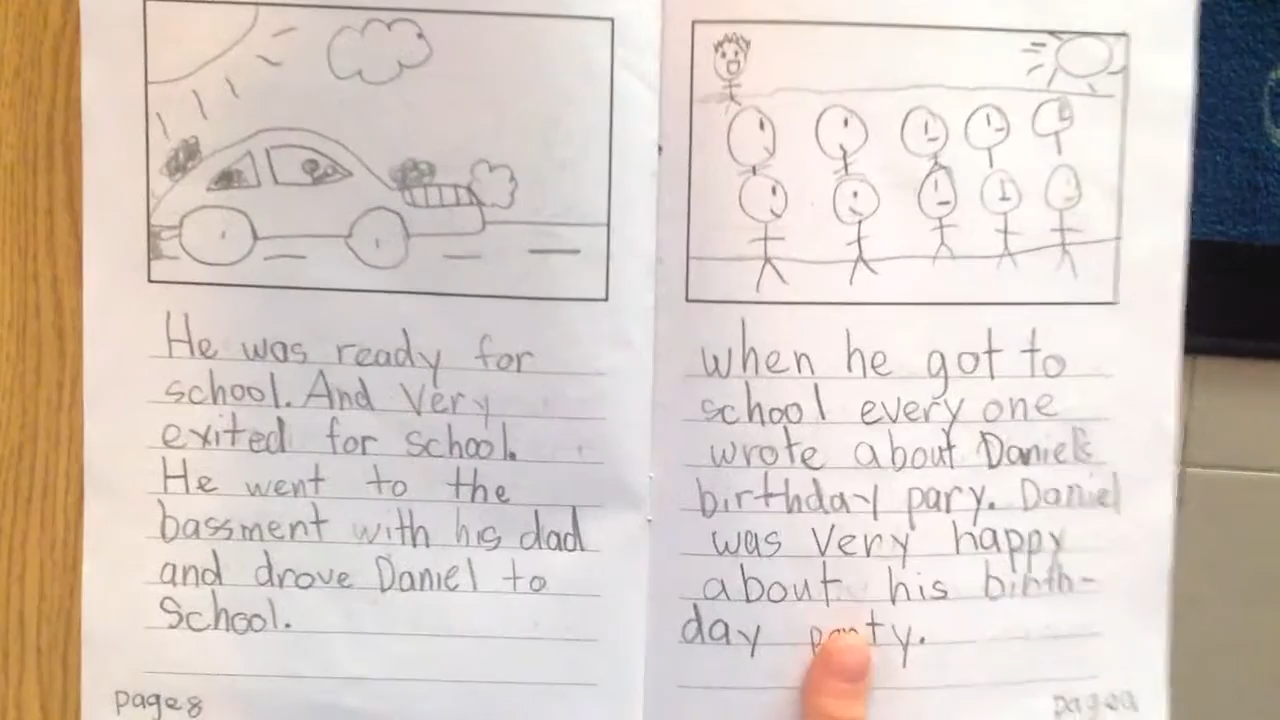 He was ready for
school. And Very
exited for school.
He went to the
bassment with his dad
and drove Daniel to
School.
page 8
when he got to
school every one
wrote about Daniels
birthday pary. Daniel
was Very happy
about his birth-
day party.
page 9